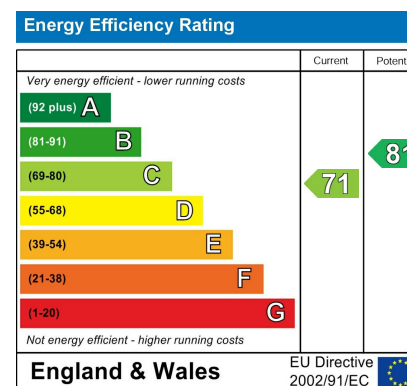 Energy Efficiency Rating
Current Potent
Very energy efficient - lower running costs
(92 plus) A
(81-91) B
81
(69-80) C
71
(55-68) D
(39-54) E
(21-38) F
(1-20) G
Not energy efficient - higher running costs
England & Wales
EU Directive
2002/91/EC